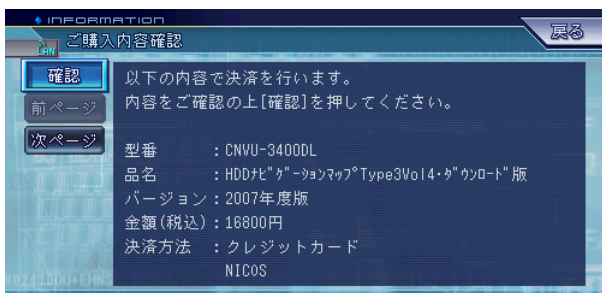 INFORMATION
LAN
ご購入内容確認
戻る
確認
前ページ
次ページ
以下の内容で決済を行います。
内容をご確認の上[確認]を押してください。
型番 :CNVU-3400DL
品名 :HDDナビゲーションマップType3Vol4・ダウンロード版
バージョン:2007年度版
金額(税込):16800円
決済方法 :クレジットカード
NICOS